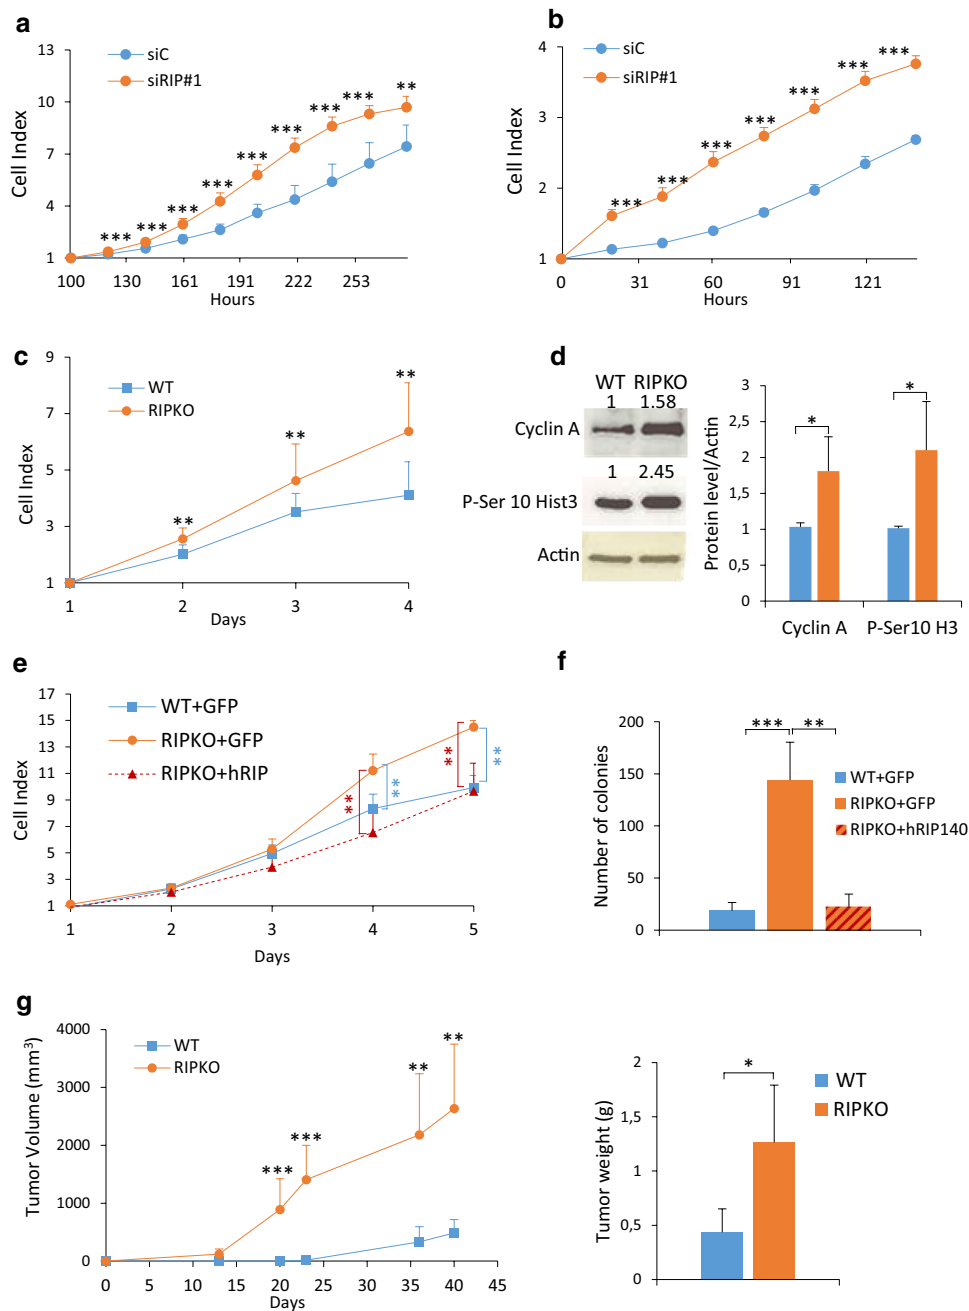 a
siC
siRIP#1
Cell Index
13
10
7
4
1
*** *** *** *** *** *** *** *** **
100 130 161 191 222 253
Hours
b
siC
siRIP#1
Cell Index
4
3
2
1
*** *** *** *** *** *** ***
0 31 60 91 121
Hours
c
WT
RIPKO
Cell Index
9
7
5
3
1
** ** **
1 2 3 4
Days
d
WT RIPKO
1 1.58
Cyclin A
1 2.45
P-Ser 10 Hist3
Actin
Protein level/Actin
3
2,5
2
1,5
1
0,5
0
* *
Cyclin A P-Ser10 H3
e
WT+GFP
RIPKO+GFP
RIPKO+hRIP
Cell Index
17
15
13
11
9
7
5
3
1
** ** ** **
1 2 3 4 5
Days
f
Number of colonies
200
150
100
50
0
*** **
WT+GFP
RIPKO+GFP
RIPKO+hRIP140
g
WT
RIPKO
Tumor Volume (mm³)
4000
3000
2000
1000
0
*** *** ** **
0 5 10 15 20 25 30 35 40 45
Days
Tumor weight (g)
2
1,5
1
0,5
0
*
WT
RIPKO